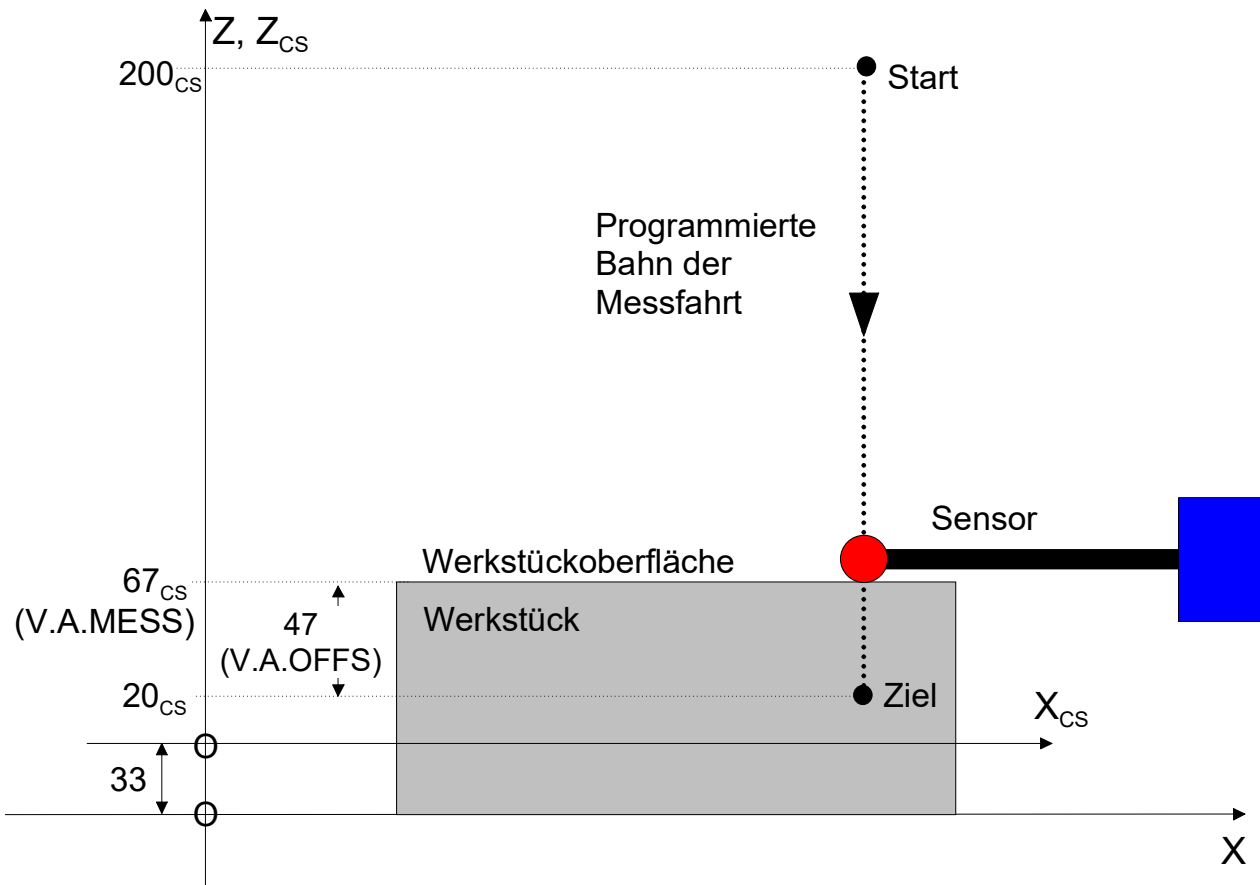 Z, ZCS
200CS
Start
Programmierte
Bahn der
Messfahrt
Sensor
Werkstückoberfläche
67CS
(V.A.MESS)
47
(V.A.OFFS)
Werkstück
20CS
Ziel
XCS
33
X